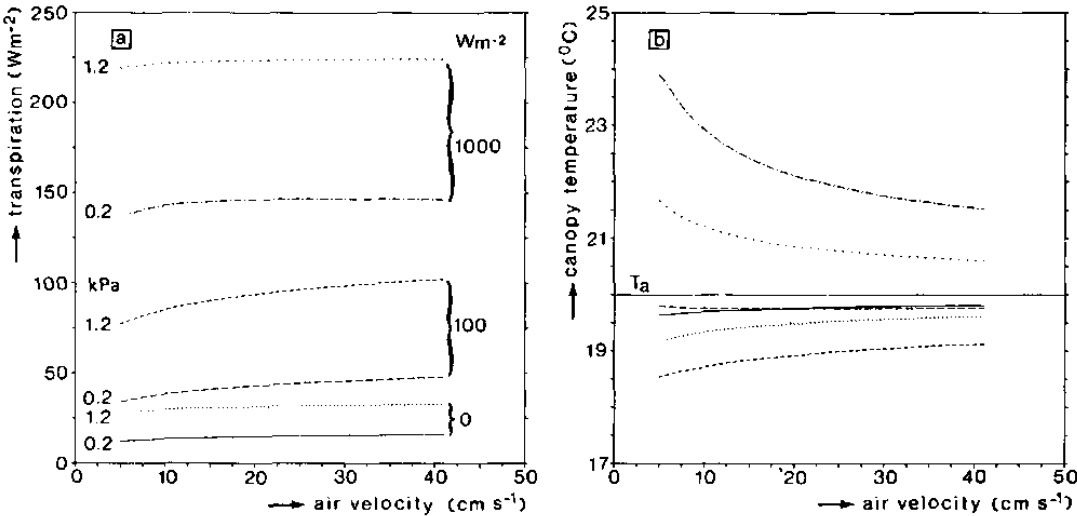 a
transpiration (Wm-2)
250
200
150
100
50
0
Wm-2
1.2
1000
0.2
kPa
1.2
100
0.2
1.2
0
0.2
0 10 20 30 40 50
air velocity (cm s-1)
b
canopy temperature (°C)
25
23
21
Ta
19
17
0 10 20 30 40 50
air velocity (cm s-1)